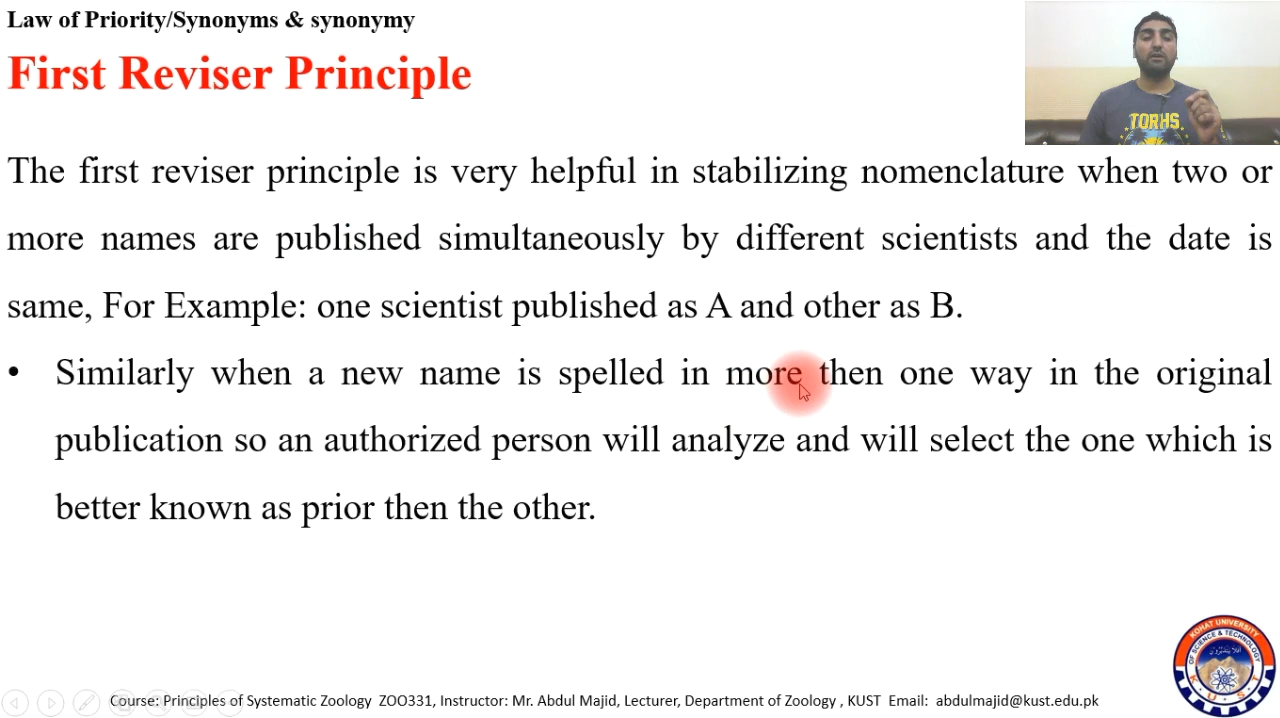 Law of Priority/Synonyms & synonymy
First Reviser Principle
TORHS
The first reviser principle is very helpful in stabilizing nomenclature when two or
more names are published simultaneously by different scientists and the date is
same, For Example: one scientist published as A and other as B.
• Similarly when a new name is spelled in more then one way in the original
publication so an authorized person will analyze and will select the one which is
better known as prior then the other.
KOHAT UNIVERSITY
OF SCIENCE & TECHNOLOGY
K U S T
Course: Principles of Systematic Zoology ZOO331, Instructor: Mr. Abdul Majid, Lecturer, Department of Zoology , KUST Email: abdulmajid@kust.edu.pk